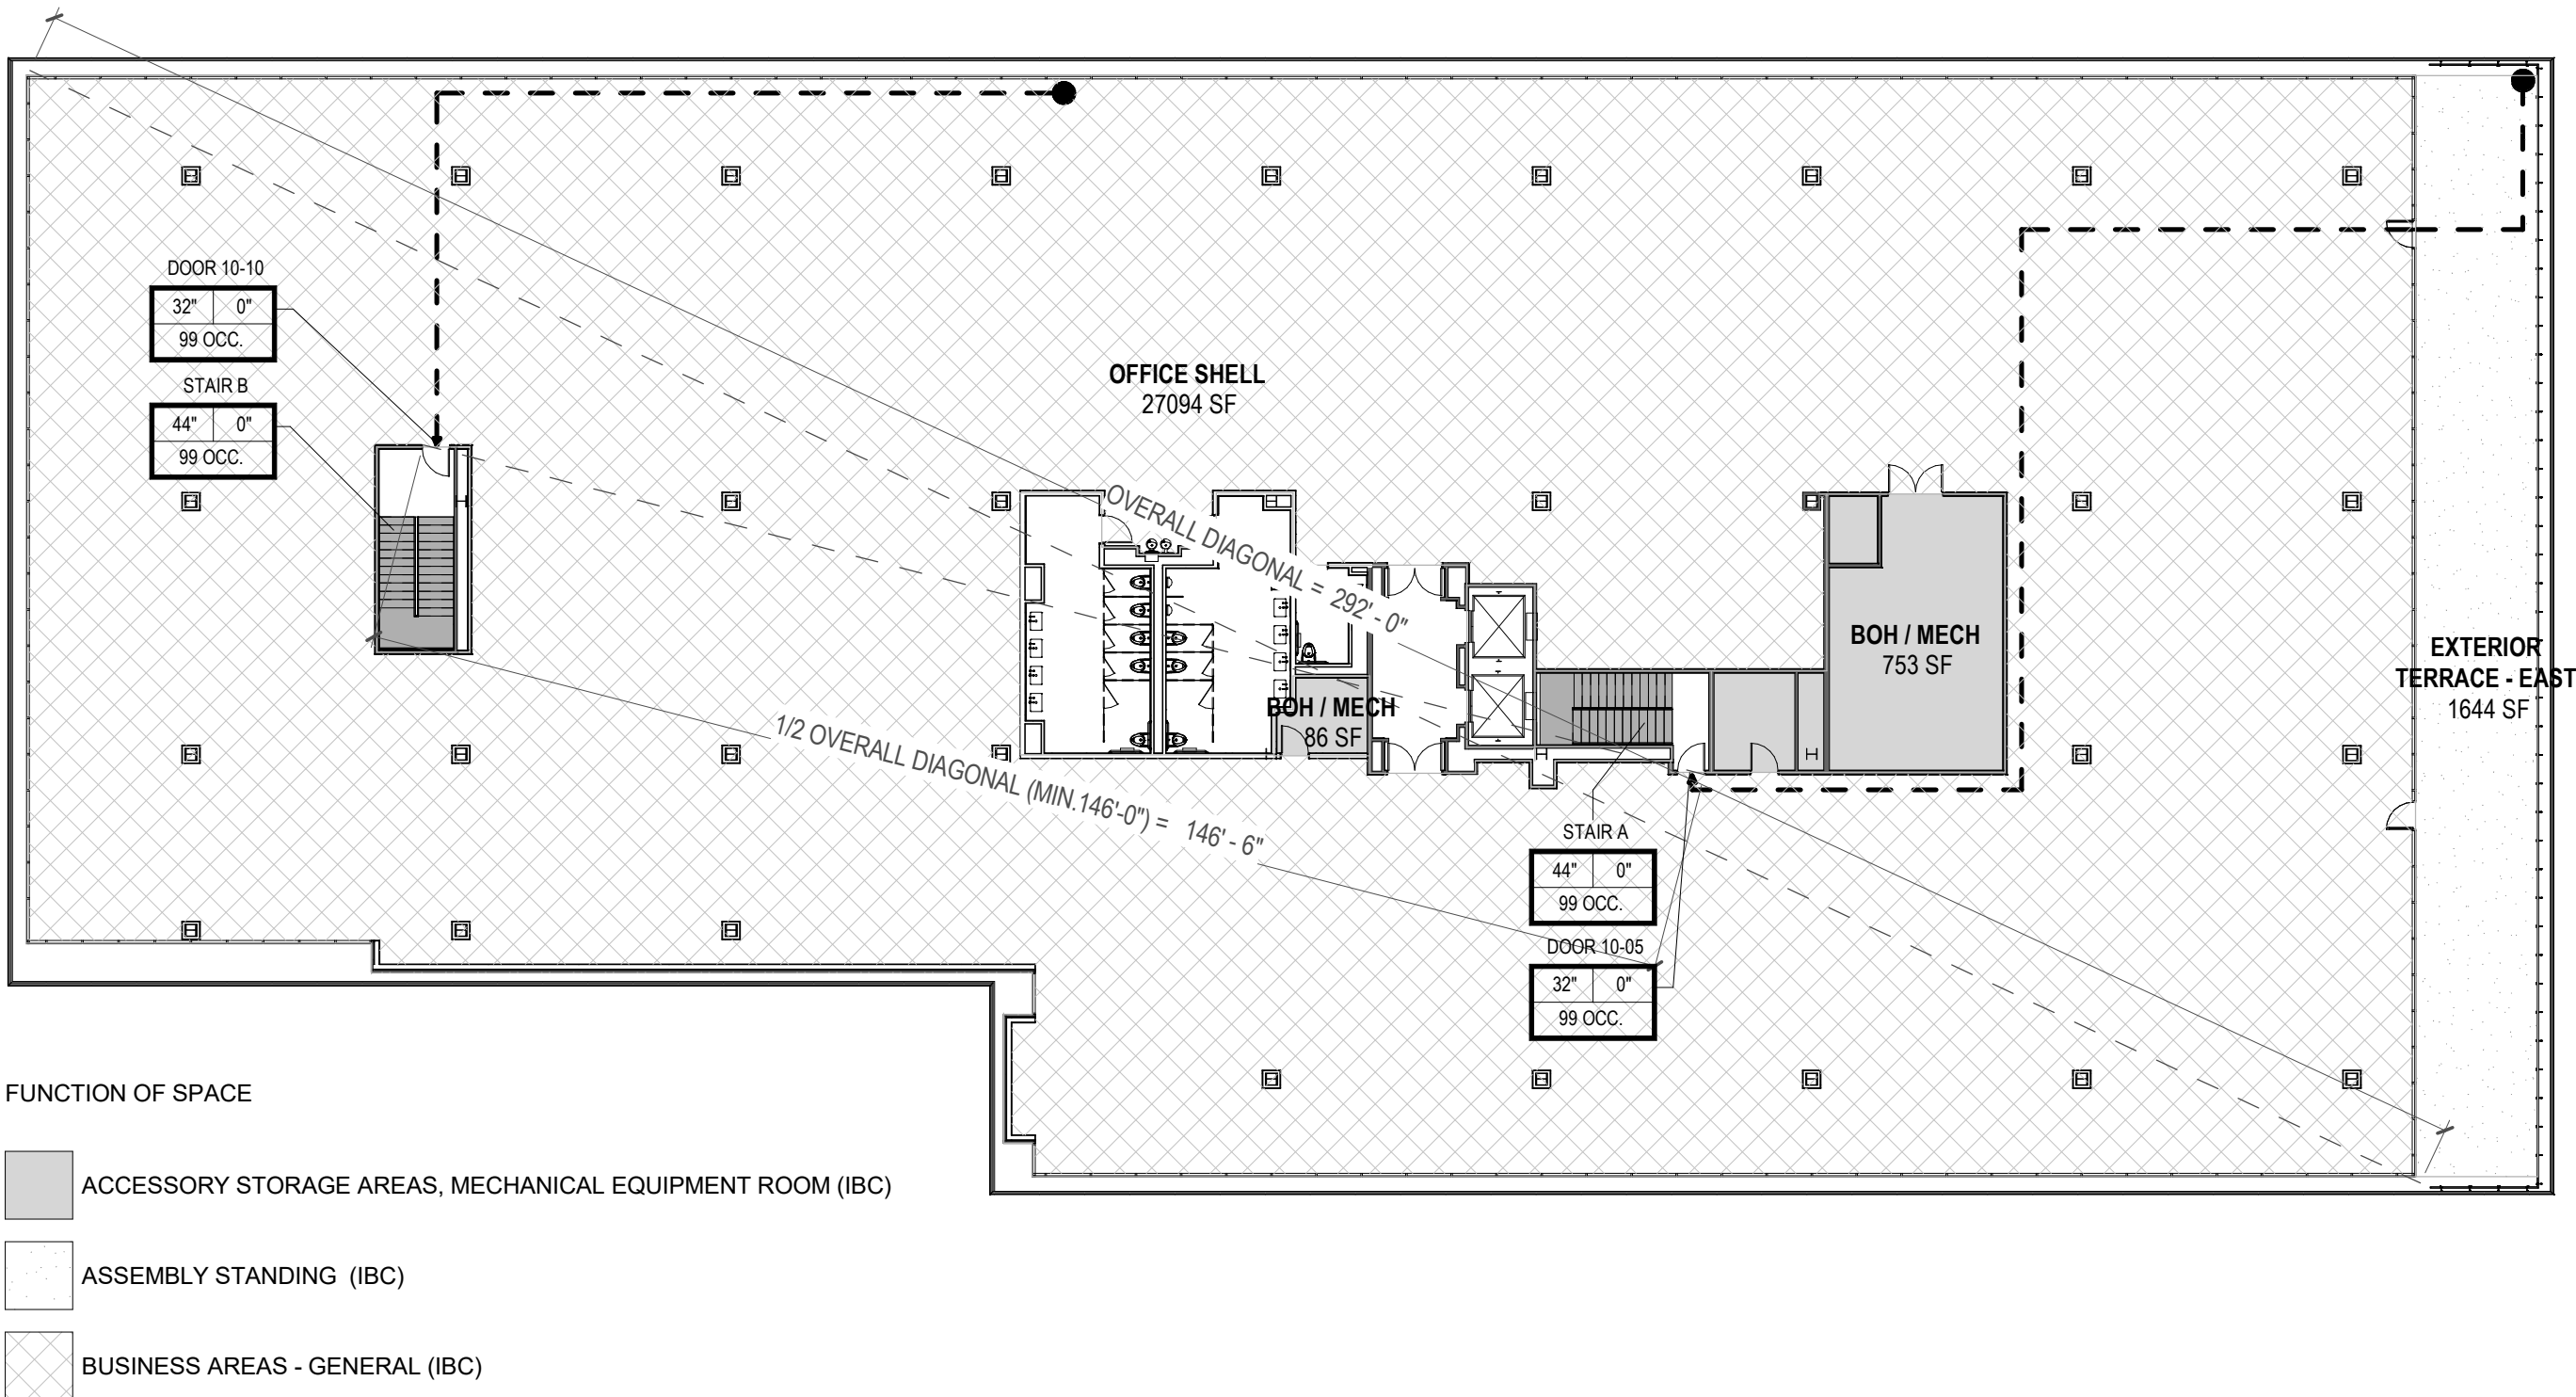 DOOR 10-10
32" 0"
99 OCC.
STAIR B
44" 0"
99 OCC.
OFFICE SHELL
27094 SF
OVERALL DIAGONAL = 292' - 0"
1/2 OVERALL DIAGONAL (MIN.146'-0") = 146' - 6"
BOH / MECH
86 SF
BOH / MECH
753 SF
EXTERIOR
TERRACE - EAST
1644 SF
STAIR A
44" 0"
99 OCC.
DOOR 10-05
32" 0"
99 OCC.
FUNCTION OF SPACE
ACCESSORY STORAGE AREAS, MECHANICAL EQUIPMENT ROOM (IBC)
ASSEMBLY STANDING (IBC)
BUSINESS AREAS - GENERAL (IBC)